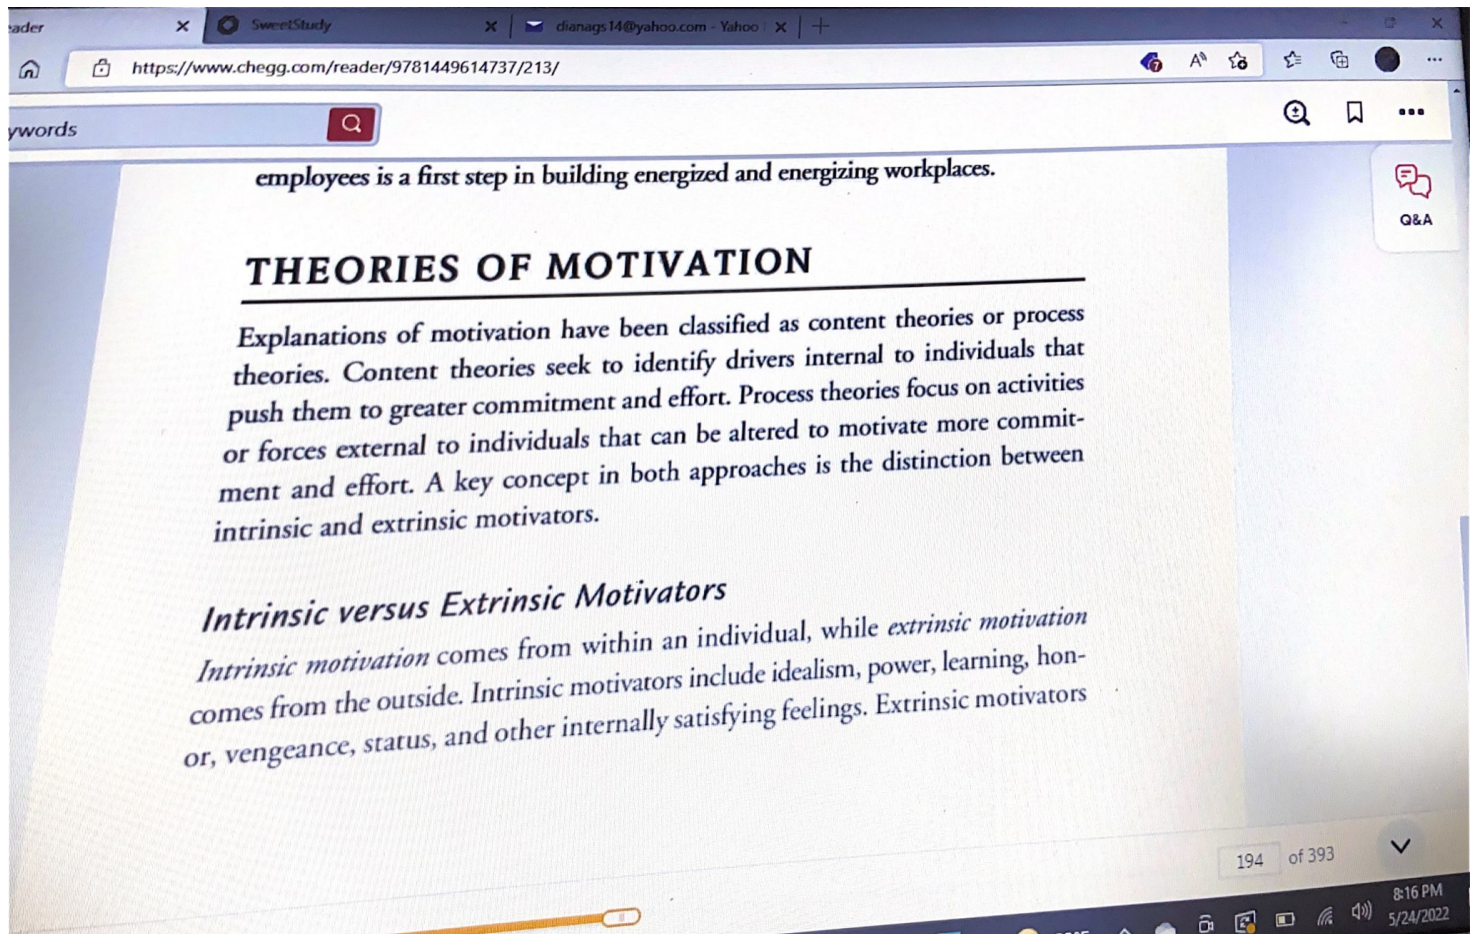 ader
SweetStudy
dianags14@yahoo.com - Yahoo
https://www.chegg.com/reader/9781449614737/213/
7
ywords
Q&A
employees is a first step in building energized and energizing workplaces.
THEORIES OF MOTIVATION
Explanations of motivation have been classified as content theories or process
theories. Content theories seek to identify drivers internal to individuals that
push them to greater commitment and effort. Process theories focus on activities
or forces external to individuals that can be altered to motivate more commit-
ment and effort. A key concept in both approaches is the distinction between
intrinsic and extrinsic motivators.
Intrinsic versus Extrinsic Motivators
Intrinsic motivation comes from within an individual, while extrinsic motivation
comes from the outside. Intrinsic motivators include idealism, power, learning, hon-
or, vengeance, status, and other internally satisfying feelings. Extrinsic motivators
194 of 393
8:16 PM
5/24/2022